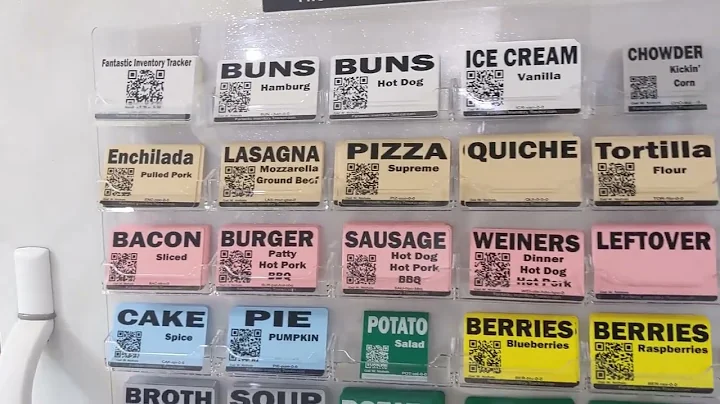 Fantastic Inventory Tracker
BUNS
Hamburg
BUNS
Hot Dog
ICE CREAM
Vanilla
CHOWDER
Kickin'
Corn
Enchilada
Pulled Pork
LASAGNA
Mozzarella
Ground Beef
PIZZA
Supreme
QUICHE
Tortilla
Flour
BACON
Sliced
BURGER
Patty
Hot Pork
BBQ
SAUSAGE
Hot Dog
Hot Pork
BBQ
WEINERS
Dinner
Hot Dog
Hot Pork
LEFTOVER
CAKE
Spice
PIE
PUMPKIN
POTATO
Salad
BERRIES
Blueberries
BERRIES
Raspberries
BROTH
SOUP